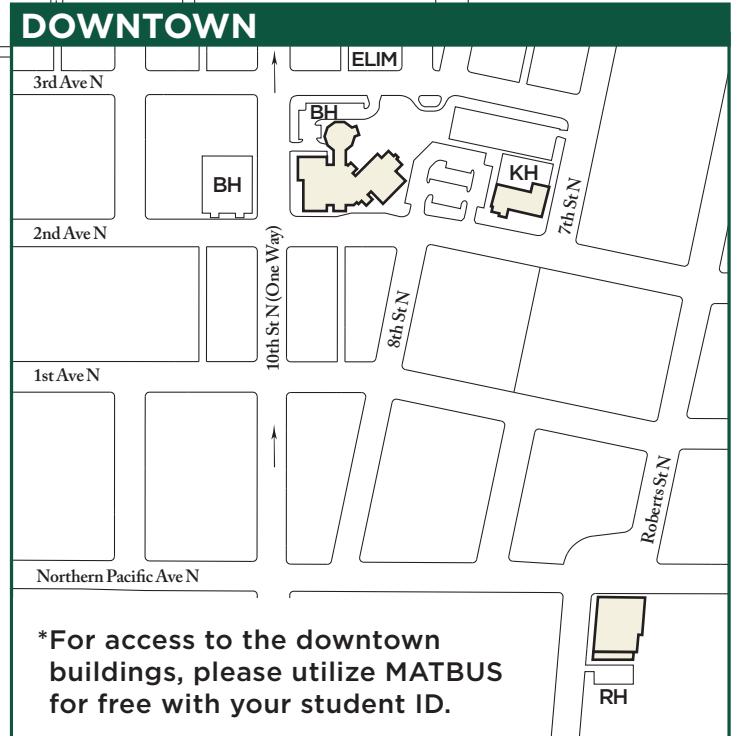 DOWNTOWN
ELIM
3rd Ave N
BH
BH
KH
7th St N
2nd Ave N
10th St N (One Way)
8th St N
1st Ave N
Roberts St N
Northern Pacific Ave N
*For access to the downtown
buildings, please utilize MATBUS
for free with your student ID.
RH